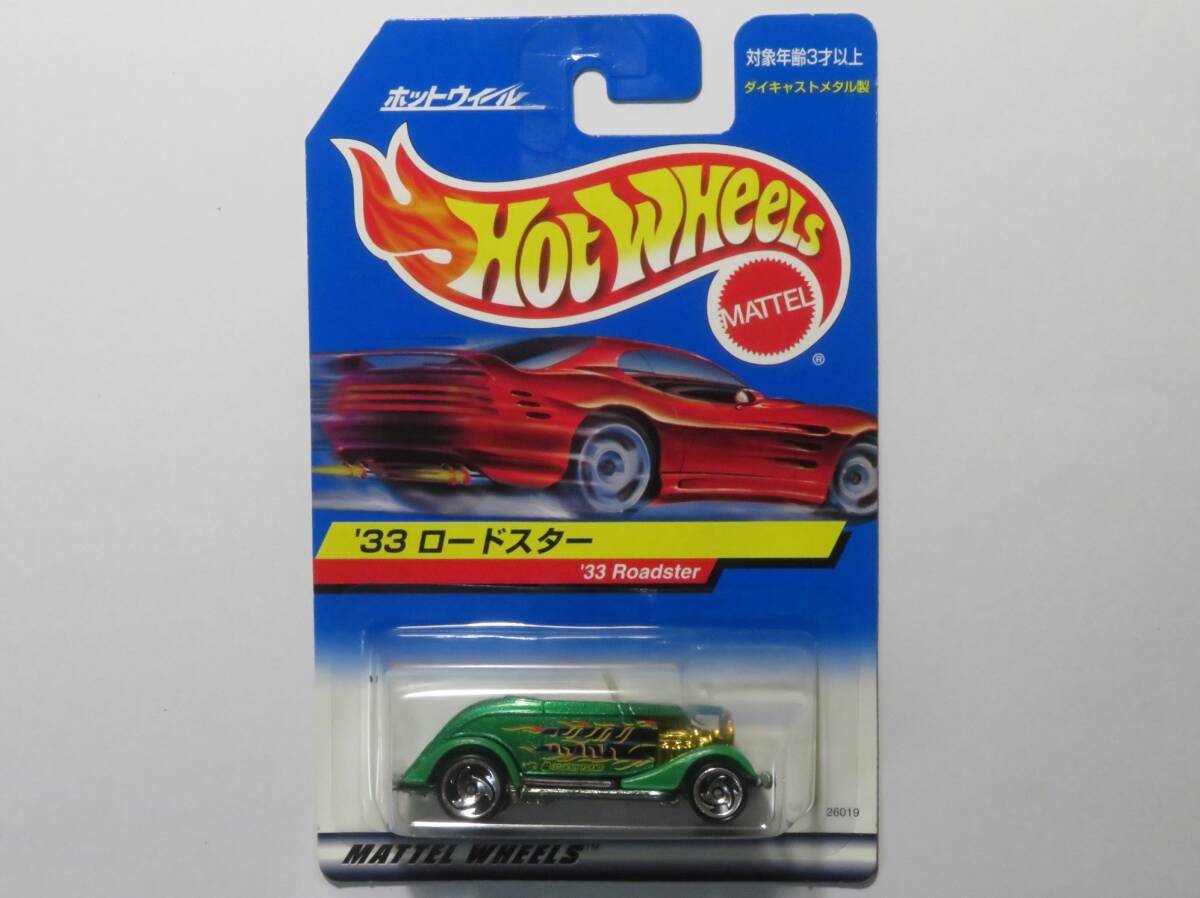 対象年齢3才以上
ダイキャストメタル製
ホットウィール
HOT WHEELS
MATTEL
®
'33 ロードスター
'33 Roadster
26019
MATTEL WHEELS™